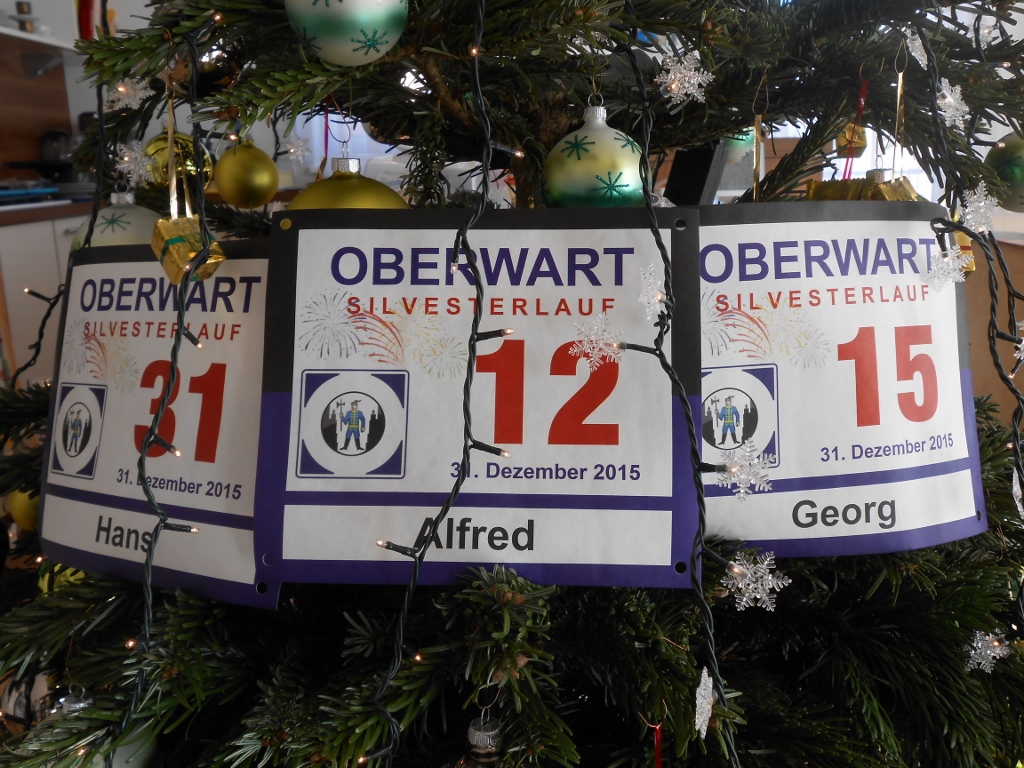 OBERWART
SILVESTERLAUF
31
31. Dezember 2015
Hans
OBERWART
SILVESTERLAUF
12
31. Dezember 2015
Alfred
OBERWART
SILVESTERLAUF
15
31. Dezember 2015
Georg